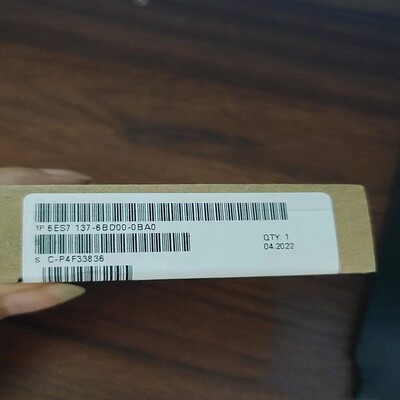 1P 6ES7 137-6BD00-0BA0
QTY: 1
04.2022
S C-P4F33836